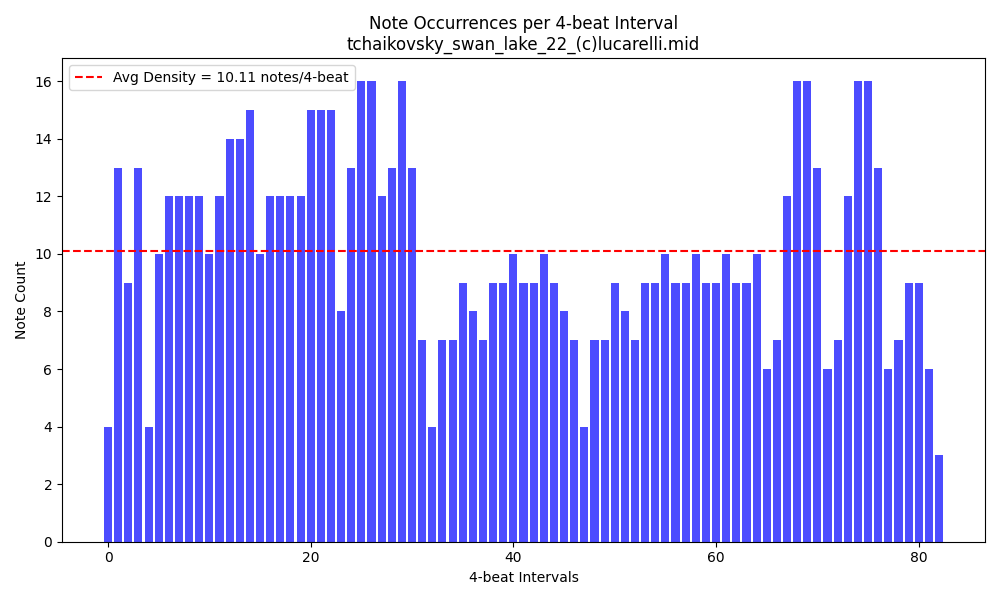 Note Occurrences per 4-beat Interval
tchaikovsky_swan_lake_22_(c)lucarelli.mid
Avg Density = 10.11 notes/4-beat
Note Count
16
14
12
10
8
6
4
2
0
0 20 40 60 80
4-beat Intervals